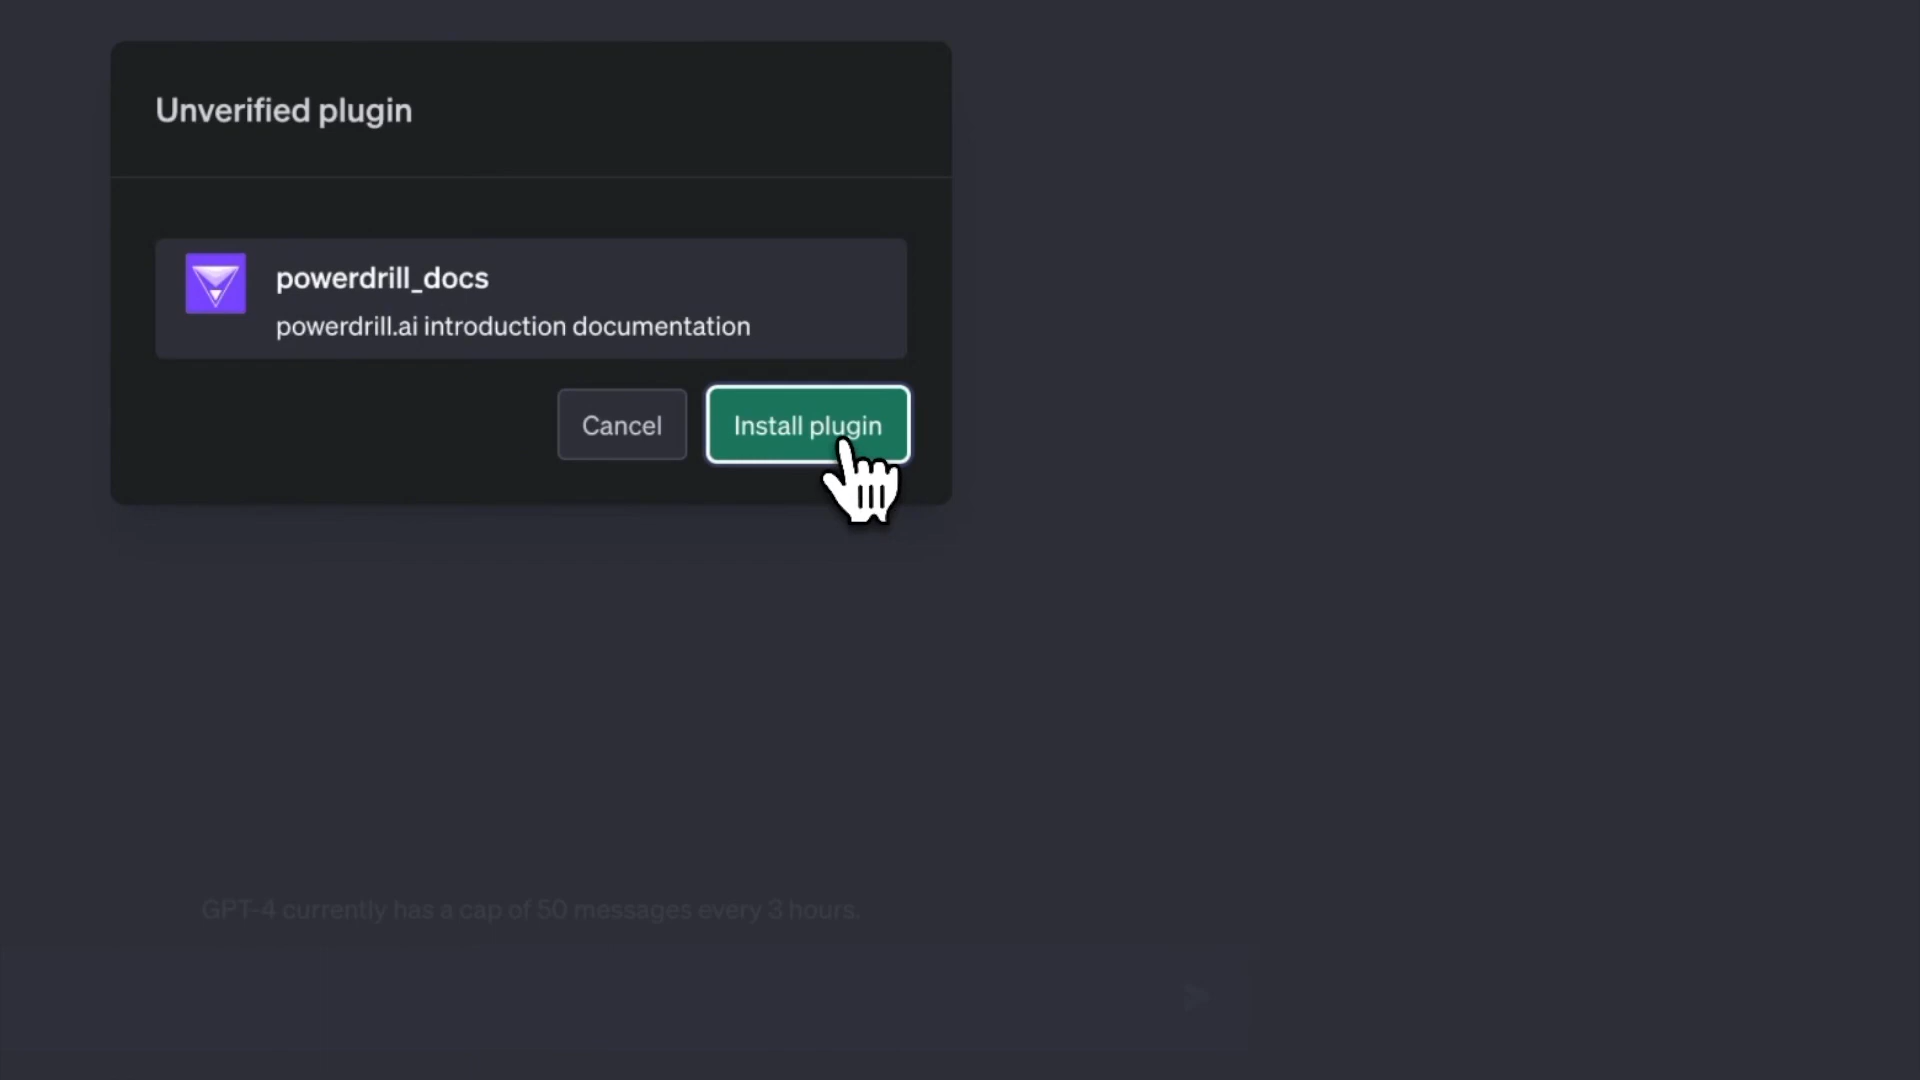 Unverified plugin
powerdrill_docs
powerdrill.ai introduction documentation
Cancel
Install plugin
GPT-4 currently has a cap of 50 messages every 3 hours.